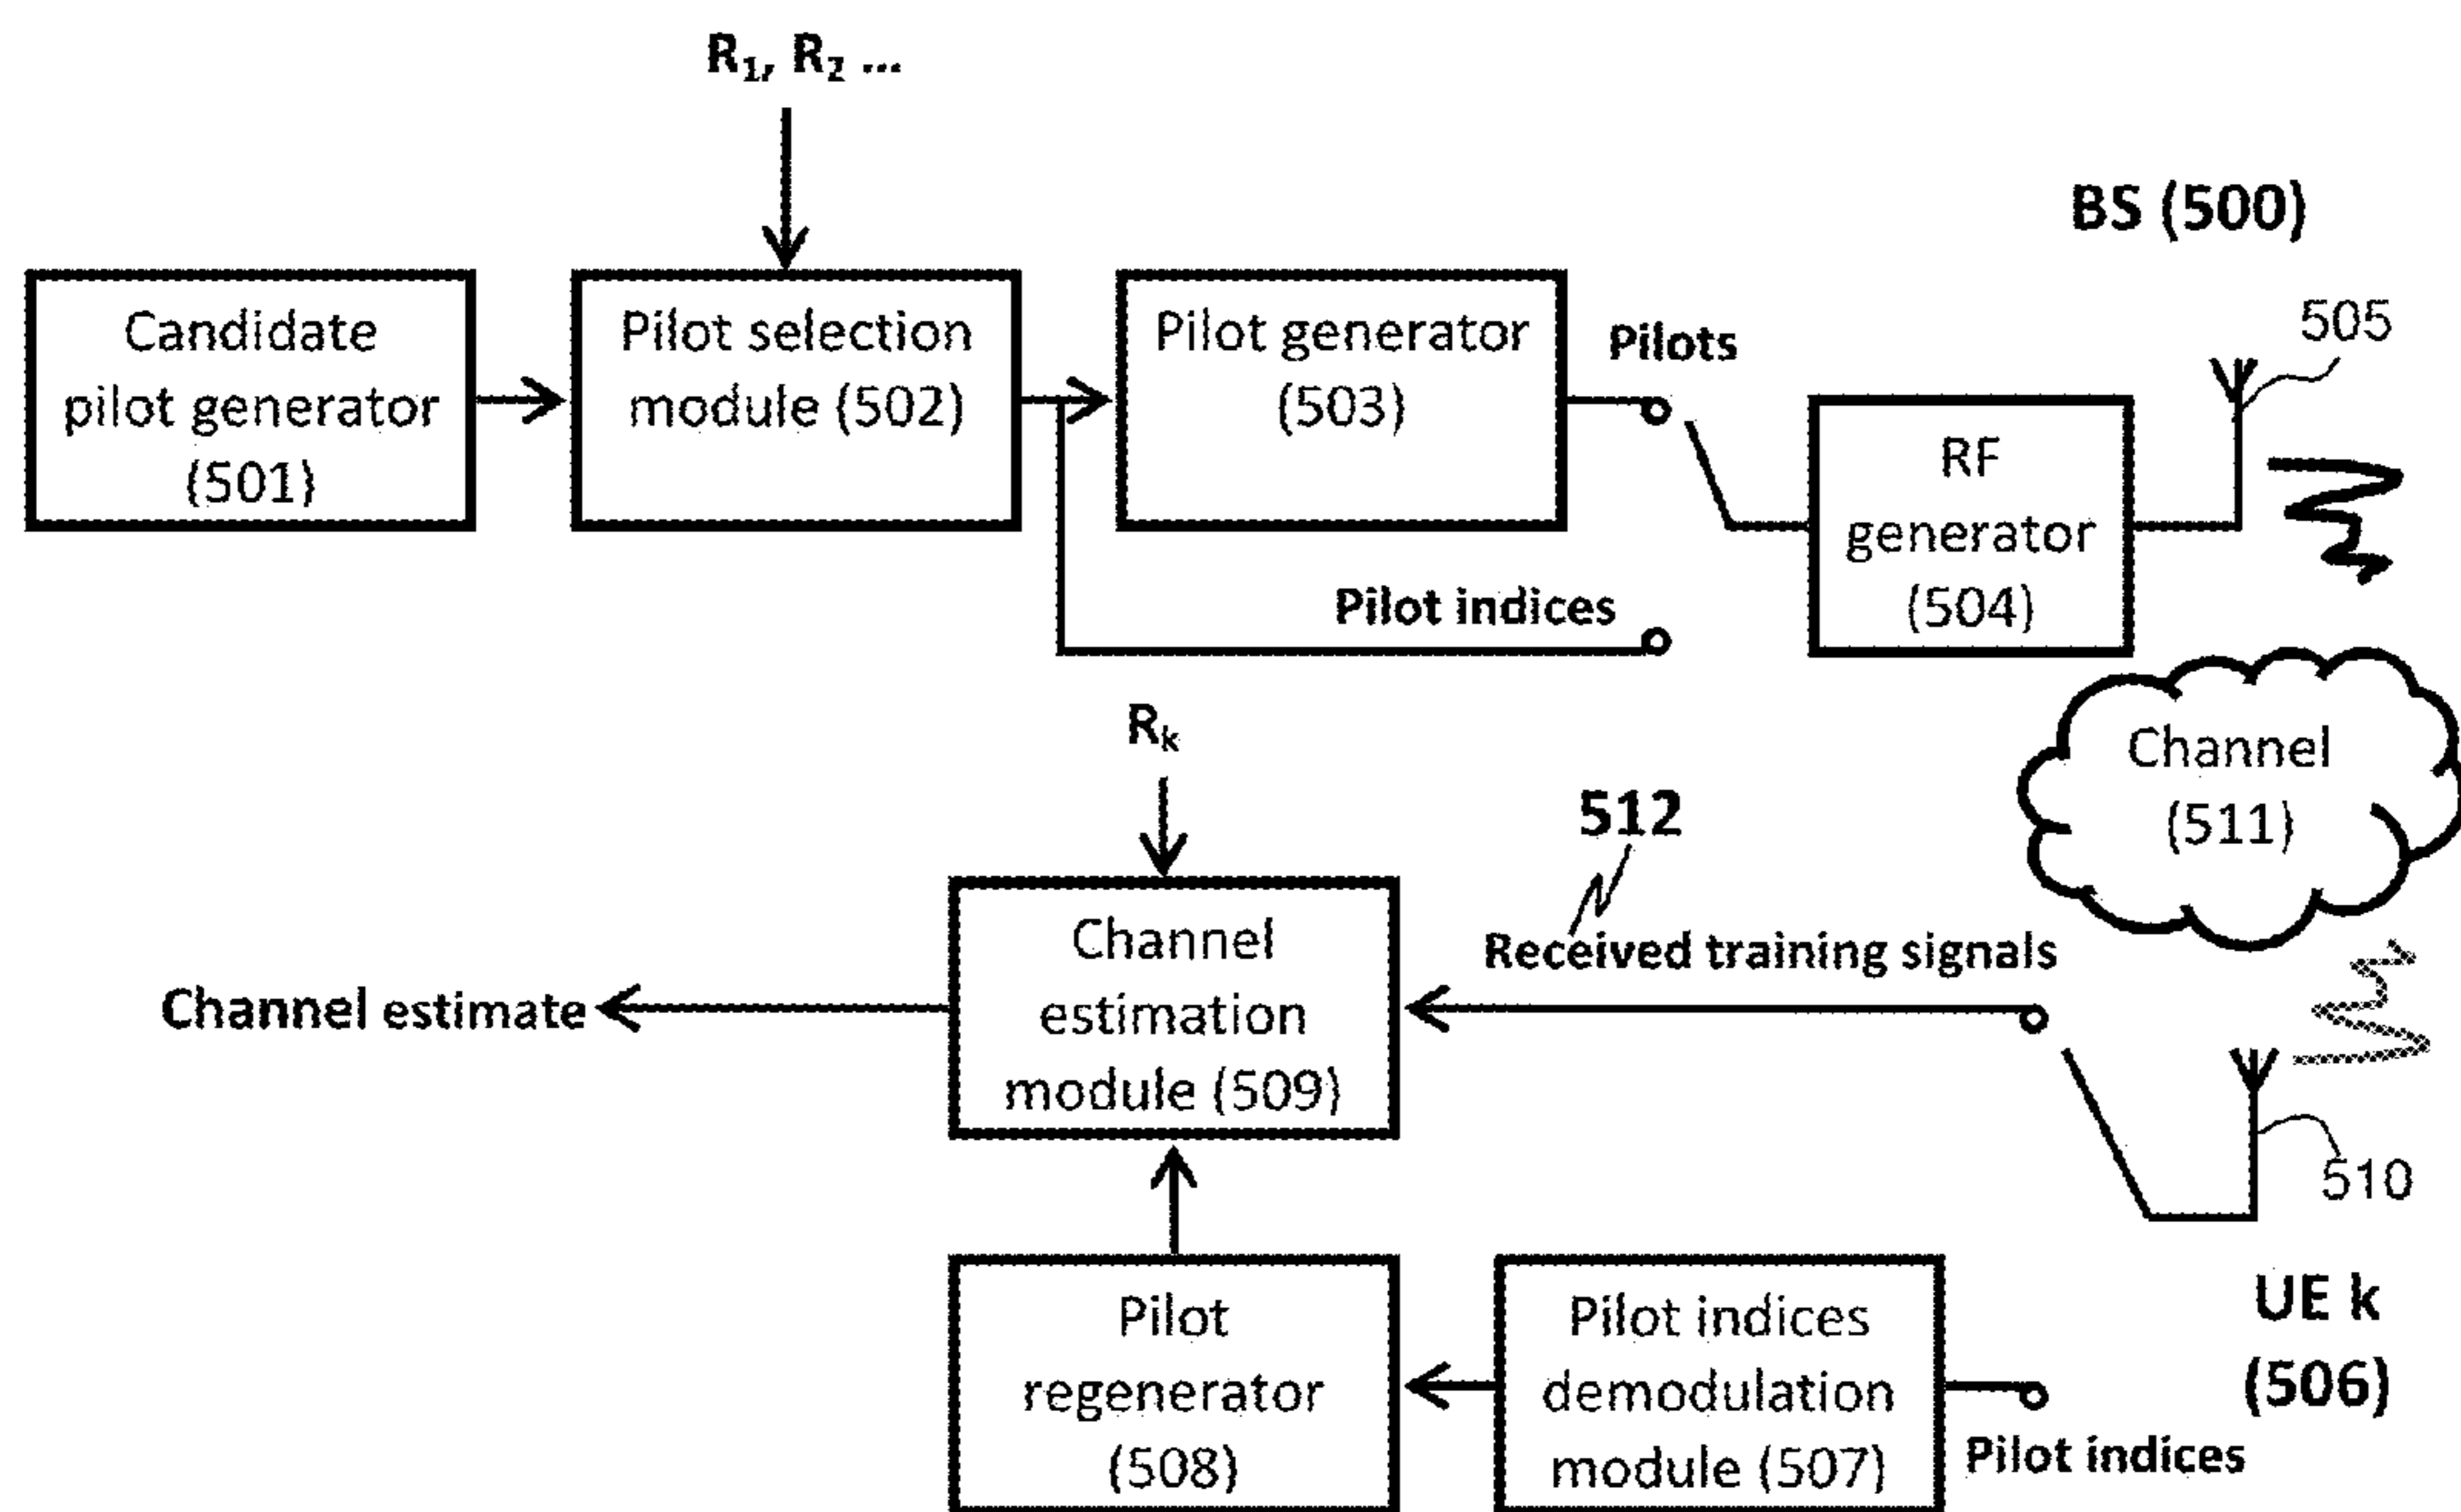 R1, R2 ...
BS (500)
Candidate
pilot generator
(501)
Pilot selection
module (502)
Pilot generator
(503)
Pilots
RF
generator
(504)
505
Pilot indices
Channel
(511)
Rk
512
Channel
estimation
module (509)
Received training signals
Channel estimate
510
Pilot
regenerator
(508)
Pilot indices
demodulation
module (507)
UE k
(506)
Pilot indices